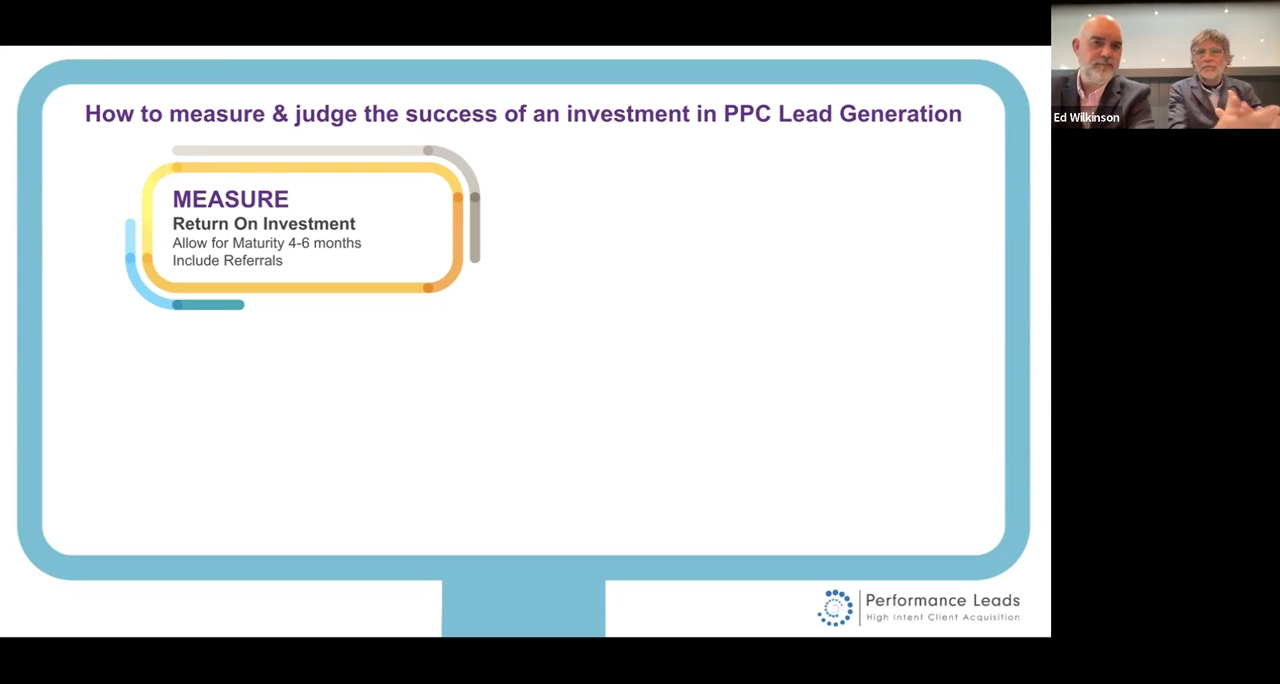 How to measure & judge the success of an investment in PPC Lead Generation
MEASURE
Return On Investment
Allow for Maturity 4-6 months
Include Referrals
Performance Leads
High Intent Client Acquisition
Ed Wilkinson